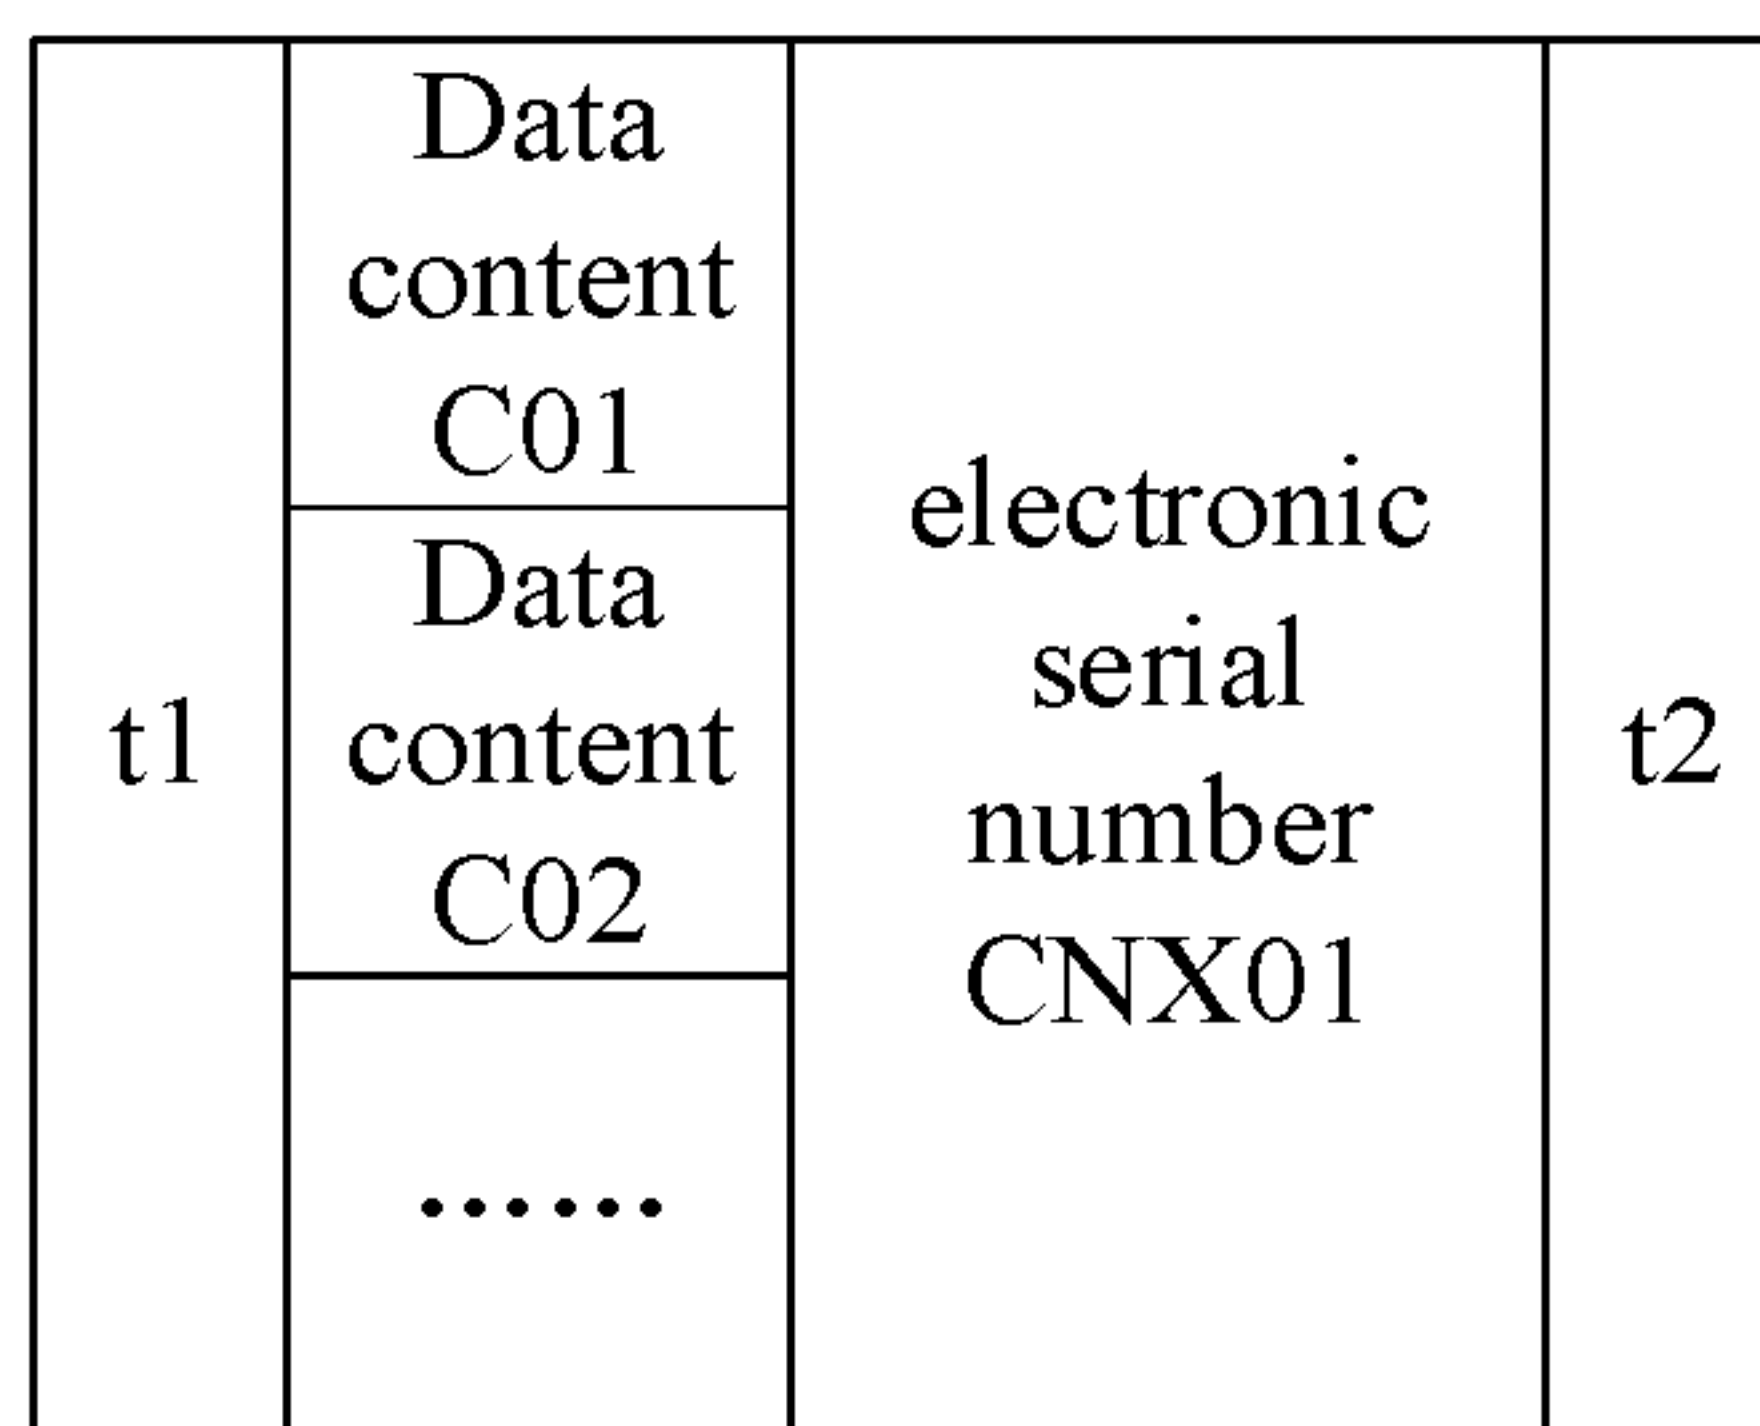 t1
Data
content
C01
Data
content
C02
······
electronic
serial
number
CNX01
t2